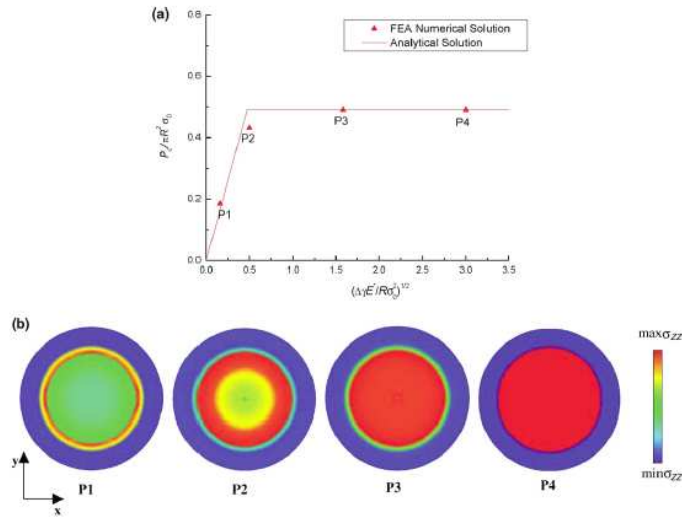 (a)
FEA Numerical Solution
Analytical Solution
0.8
0.6
0.4
0.2
0.0
P1
P2
P3
P4
0.0 0.5 1.0 1.5 2.0 2.5 3.0 3.5
(b)
maxσZZ
minσZZ
y
x
P1 P2 P3 P4